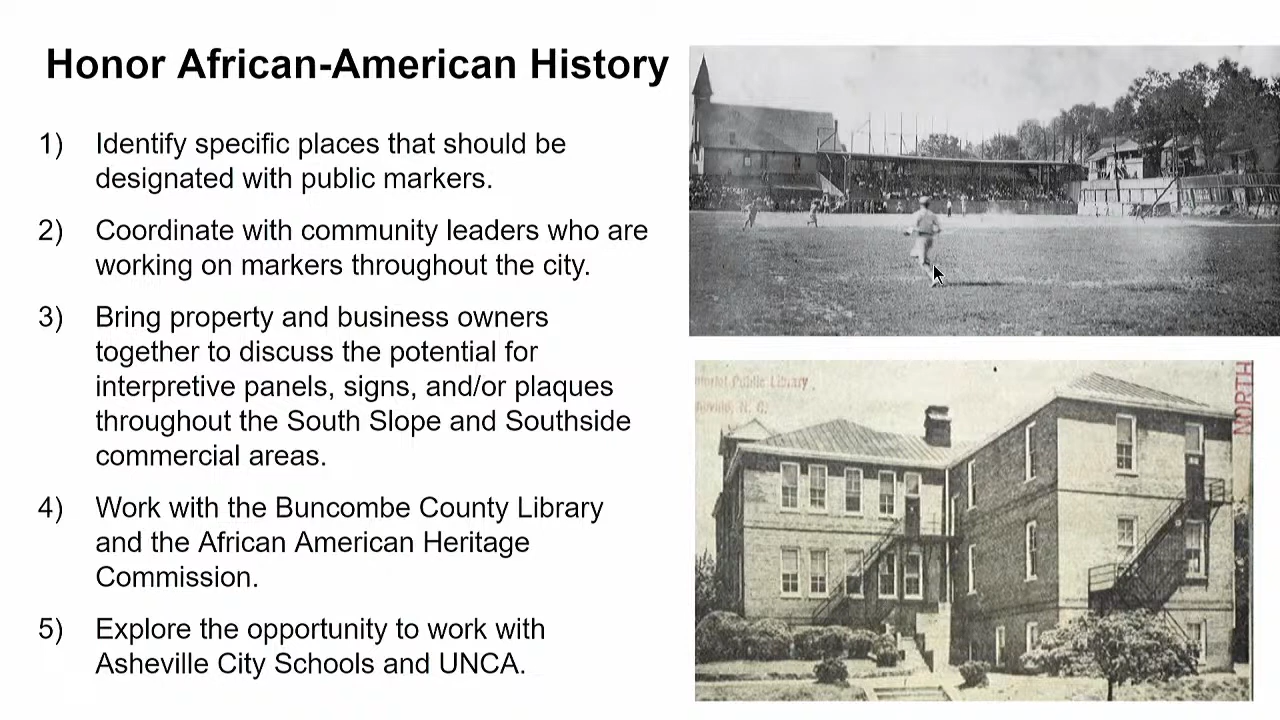 Honor African-American History
1) Identify specific places that should be
designated with public markers.
2) Coordinate with community leaders who are
working on markers throughout the city.
3) Bring property and business owners
together to discuss the potential for
interpretive panels, signs, and/or plaques
throughout the South Slope and Southside
commercial areas.
4) Work with the Buncombe County Library
and the African American Heritage
Commission.
5) Explore the opportunity to work with
Asheville City Schools and UNCA.
Public Library
N. C.
NORTH